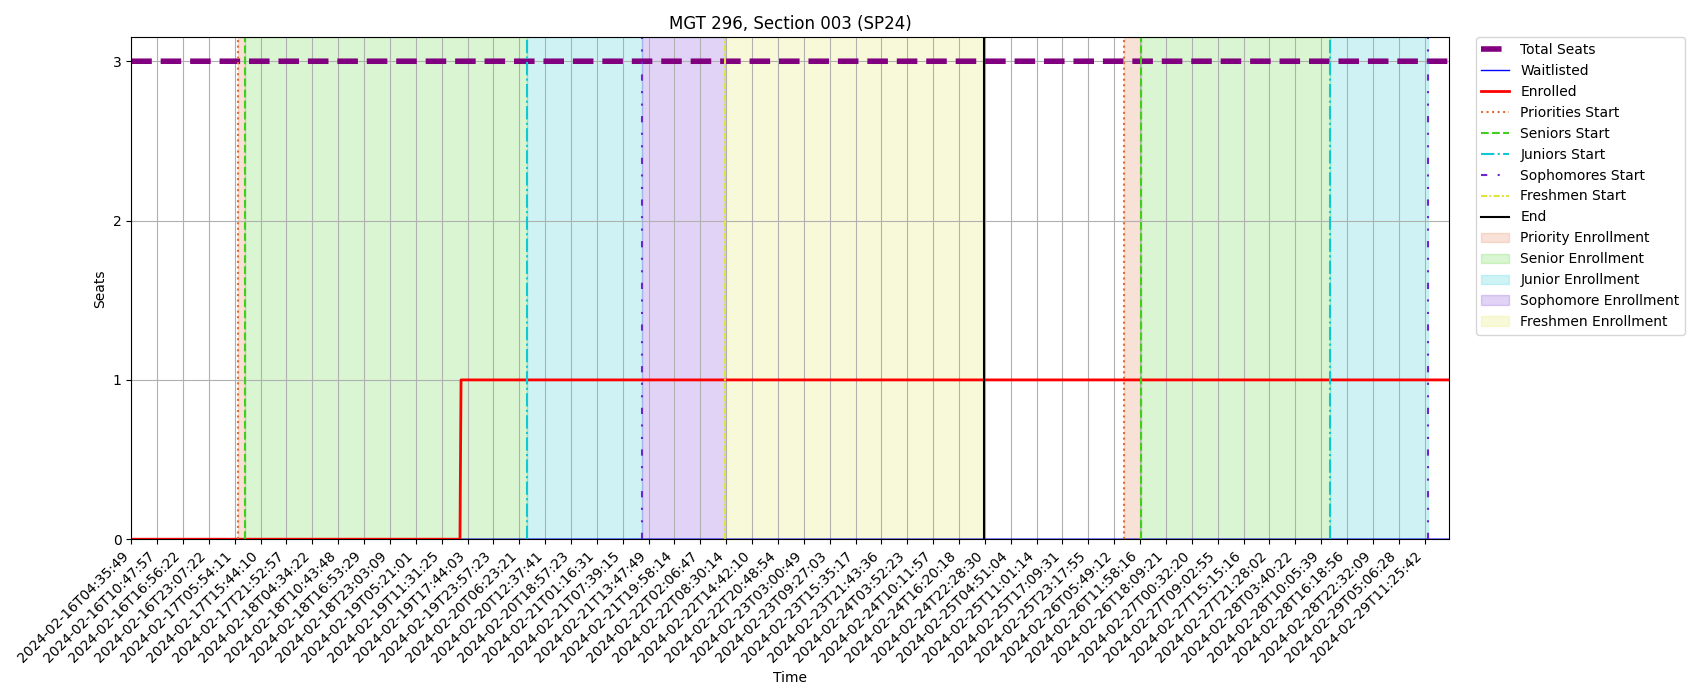 MGT 296, Section 003 (SP24)
Seats
3
2
1
0
2024-02-16T04:35:49
2024-02-16T10:47:57
2024-02-16T16:56:22
2024-02-16T23:07:22
2024-02-17T05:54:11
2024-02-17T15:44:10
2024-02-17T21:52:57
2024-02-18T04:34:22
2024-02-18T10:43:48
2024-02-18T16:53:29
2024-02-18T23:03:09
2024-02-19T05:21:01
2024-02-19T11:31:25
2024-02-19T17:44:03
2024-02-19T23:57:23
2024-02-20T06:23:21
2024-02-20T12:37:41
2024-02-20T18:57:23
2024-02-21T01:16:31
2024-02-21T07:39:15
2024-02-21T13:47:49
2024-02-21T19:58:14
2024-02-22T02:06:47
2024-02-22T08:30:14
2024-02-22T14:42:10
2024-02-22T20:48:54
2024-02-23T03:00:49
2024-02-23T09:27:03
2024-02-23T15:35:17
2024-02-23T21:43:36
2024-02-24T03:52:23
2024-02-24T10:11:57
2024-02-24T16:20:18
2024-02-24T22:28:30
2024-02-25T04:51:04
2024-02-25T11:01:14
2024-02-25T17:09:31
2024-02-25T23:17:55
2024-02-26T05:49:12
2024-02-26T11:58:16
2024-02-26T18:09:21
2024-02-27T00:32:20
2024-02-27T09:02:55
2024-02-27T15:15:16
2024-02-27T21:28:02
2024-02-28T03:40:22
2024-02-28T10:05:39
2024-02-28T16:18:56
2024-02-28T22:32:09
2024-02-29T05:06:28
2024-02-29T11:25:42
Time
Total Seats
Waitlisted
Enrolled
Priorities Start
Seniors Start
Juniors Start
Sophomores Start
Freshmen Start
End
Priority Enrollment
Senior Enrollment
Junior Enrollment
Sophomore Enrollment
Freshmen Enrollment